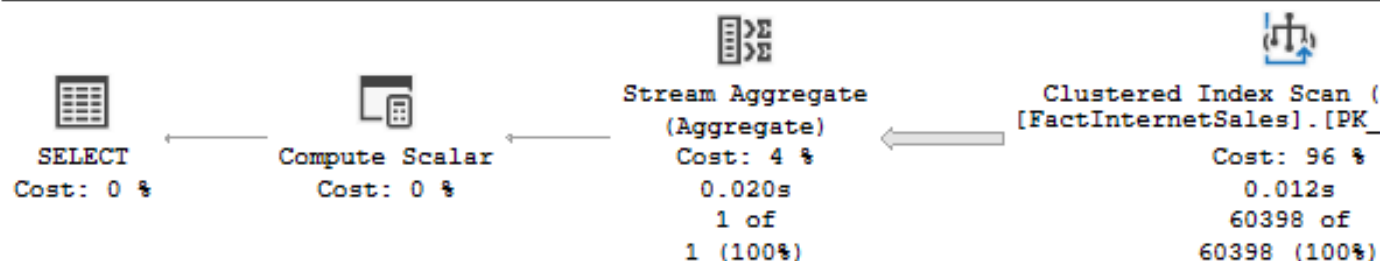 SELECT
Cost: 0 %
Compute Scalar
Cost: 0 %
Stream Aggregate
(Aggregate)
Cost: 4 %
0.020s
1 of
1 (100%)
Clustered Index Scan (
[FactInternetSales].[PK_
Cost: 96 %
0.012s
60398 of
60398 (100%)